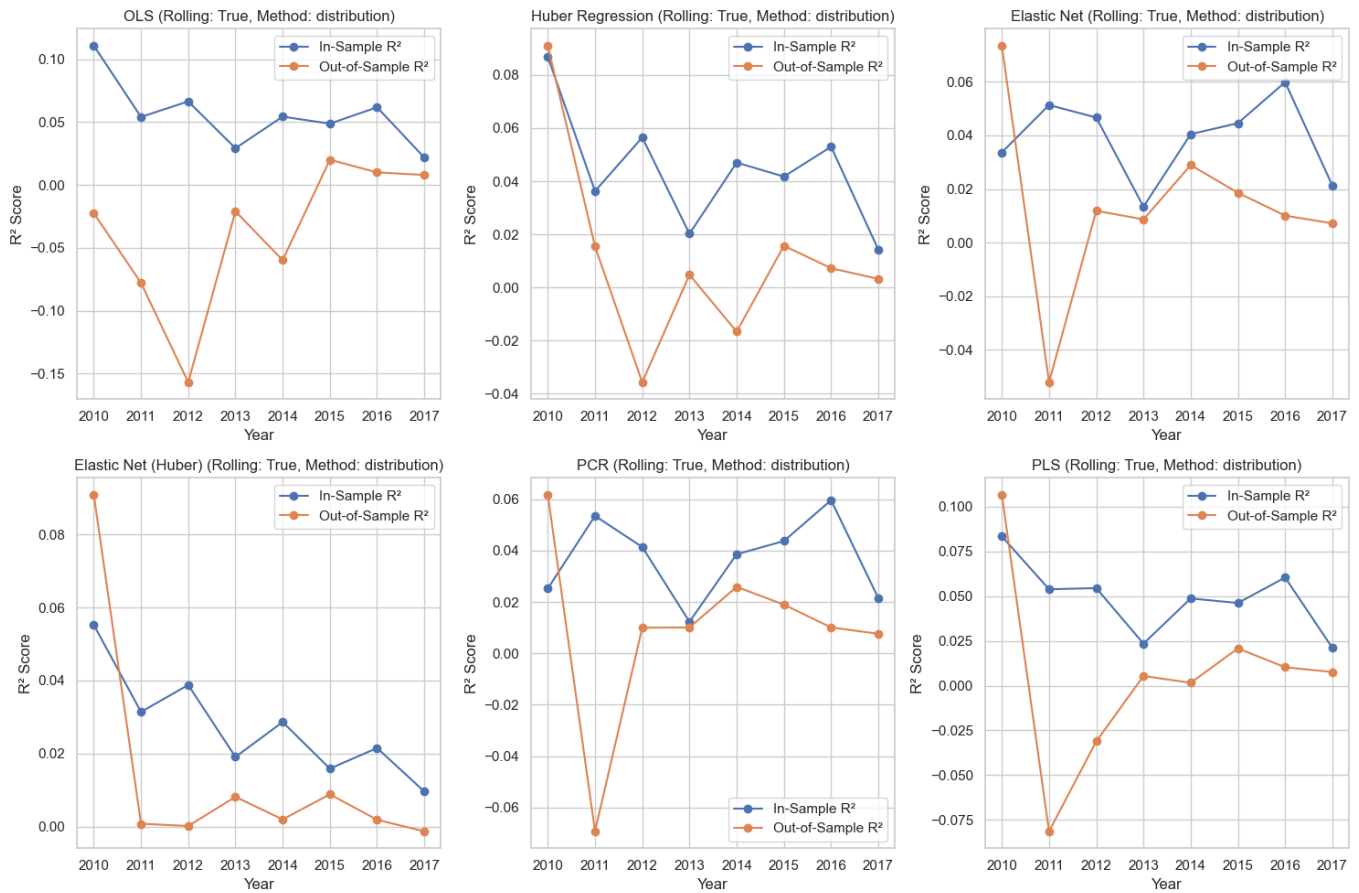 OLS (Rolling: True, Method: distribution)
In-Sample R²
Out-of-Sample R²
0.10
0.05
0.00
−0.05
−0.10
−0.15
R² Score
2010 2011 2012 2013 2014 2015 2016 2017
Year
Huber Regression (Rolling: True, Method: distribution)
In-Sample R²
Out-of-Sample R²
0.08
0.06
0.04
0.02
0.00
−0.02
−0.04
R² Score
2010 2011 2012 2013 2014 2015 2016 2017
Year
Elastic Net (Rolling: True, Method: distribution)
In-Sample R²
Out-of-Sample R²
0.06
0.04
0.02
0.00
−0.02
−0.04
R² Score
2010 2011 2012 2013 2014 2015 2016 2017
Year
Elastic Net (Huber) (Rolling: True, Method: distribution)
In-Sample R²
Out-of-Sample R²
0.08
0.06
0.04
0.02
0.00
R² Score
2010 2011 2012 2013 2014 2015 2016 2017
Year
PCR (Rolling: True, Method: distribution)
0.06
0.04
0.02
0.00
−0.02
−0.04
−0.06
R² Score
In-Sample R²
Out-of-Sample R²
2010 2011 2012 2013 2014 2015 2016 2017
Year
PLS (Rolling: True, Method: distribution)
In-Sample R²
Out-of-Sample R²
0.100
0.075
0.050
0.025
0.000
−0.025
−0.050
−0.075
R² Score
2010 2011 2012 2013 2014 2015 2016 2017
Year